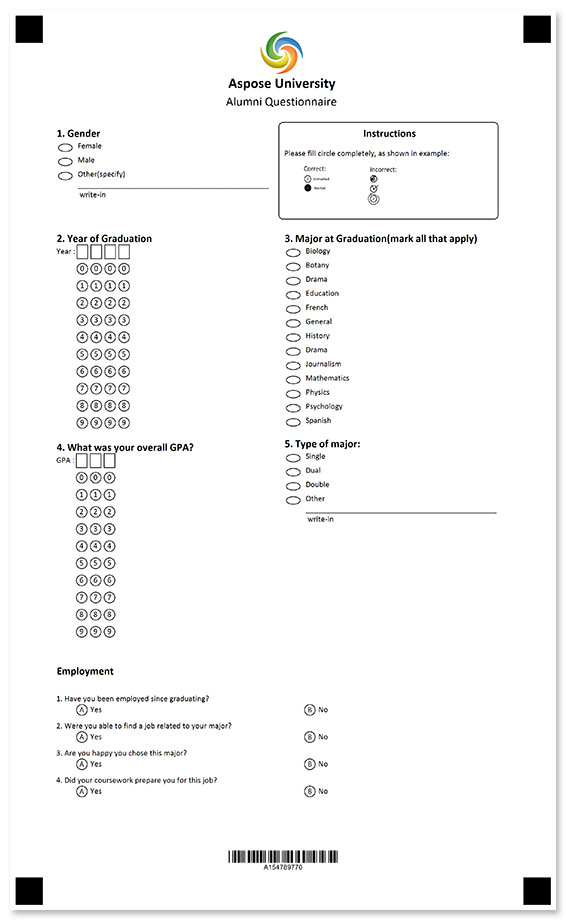 Aspose University
Alumni Questionnaire
1. Gender
Female
Male
Other(specify)
write-in
Instructions
Please fill circle completely, as shown in example:
Correct:
Incorrect:
Unmarked
Marked
2. Year of Graduation
Year :
0 0 0 0
1 1 1 1
2 2 2 2
3 3 3 3
4 4 4 4
5 5 5 5
6 6 6 6
7 7 7 7
8 8 8 8
9 9 9 9
3. Major at Graduation(mark all that apply)
Biology
Botany
Drama
Education
French
General
History
Drama
Journalism
Mathematics
Physics
Psychology
Spanish
4. What was your overall GPA?
GPA :
0 0 0
1 1 1
2 2 2
3 3 3
4 4 4
5 5 5
6 6 6
7 7 7
8 8 8
9 9 9
5. Type of major:
Single
Dual
Double
Other
write-in
Employment
1. Have you been employed since graduating?
A Yes B No
2. Were you able to find a job related to your major?
A Yes B No
3. Are you happy you chose this major?
A Yes B No
4. Did your coursework prepare you for this job?
A Yes B No
A154789770